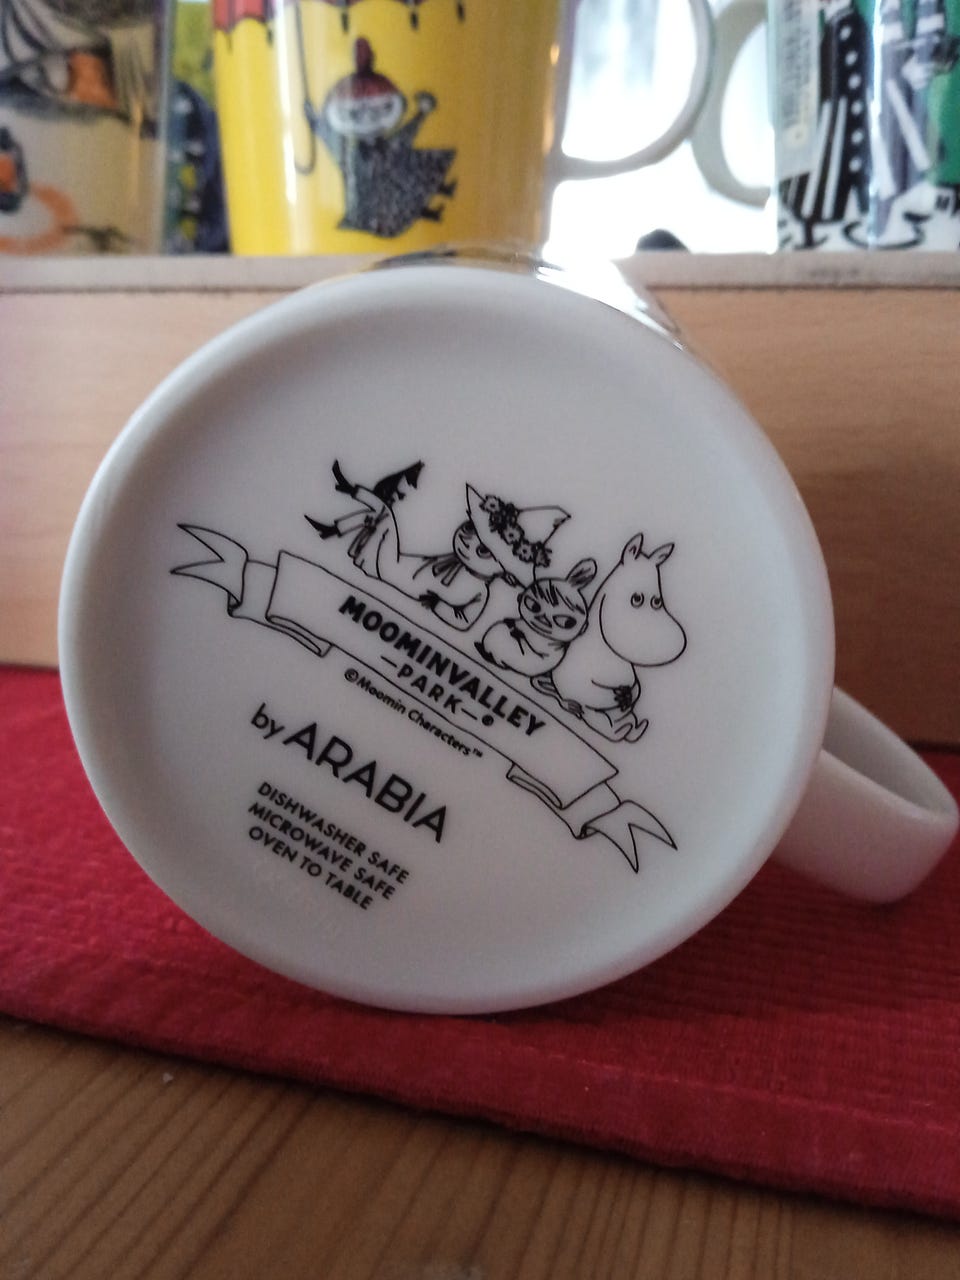 MOOMINVALLEY
—PARK—®
©Moomin Characters™
by ARABIA
DISHWASHER SAFE
MICROWAVE SAFE
OVEN TO TABLE